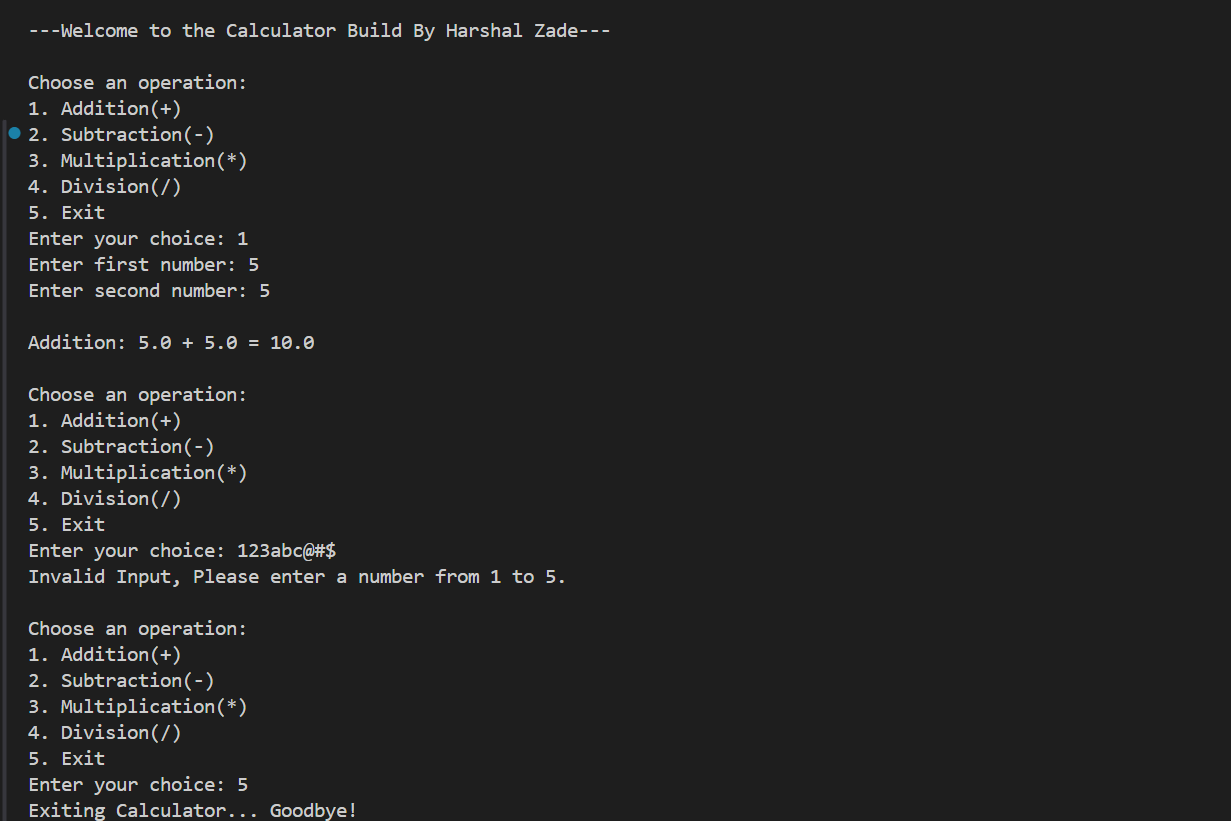 ---Welcome to the Calculator Build By Harshal Zade---
Choose an operation:
1. Addition(+)
2. Subtraction(-)
3. Multiplication(*)
4. Division(/)
5. Exit
Enter your choice: 1
Enter first number: 5
Enter second number: 5
Addition: 5.0 + 5.0 = 10.0
Choose an operation:
1. Addition(+)
2. Subtraction(-)
3. Multiplication(*)
4. Division(/)
5. Exit
Enter your choice: 123abc@#$
Invalid Input, Please enter a number from 1 to 5.
Choose an operation:
1. Addition(+)
2. Subtraction(-)
3. Multiplication(*)
4. Division(/)
5. Exit
Enter your choice: 5
Exiting Calculator... Goodbye!